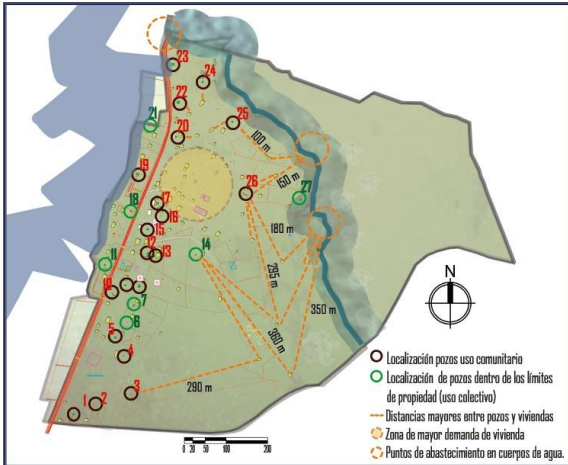 23
24
22
25
21
20
100 m
19
150 m
26
27
17
18
16
180 m
15
12
13
14
295 m
11
N
10
350 m
7
6
360 m
5
4
290 m
3
2
1
0 20 50 100 200
Localización pozos uso comunitario
Localización de pozos dentro de los límites
de propiedad (uso colectivo)
Distancias mayores entre pozos y viviendas
Zona de mayor demanda de vivienda
Puntos de abastecimiento en cuerpos de agua.